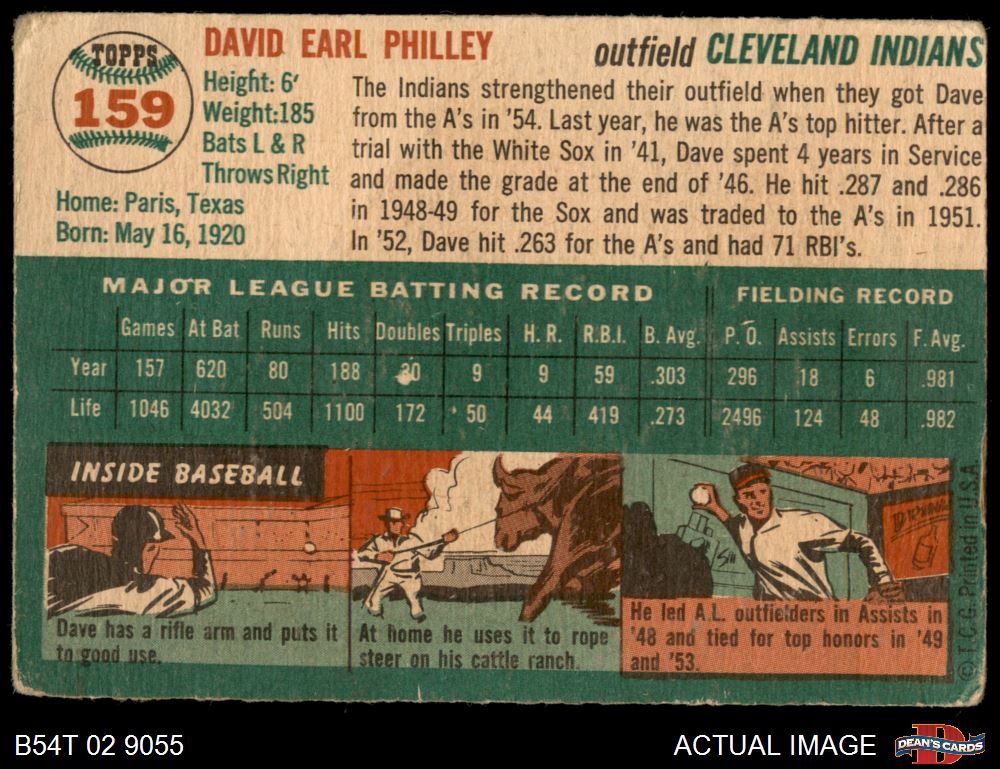 TOPPS
159
DAVID EARL PHILLEY
outfield CLEVELAND INDIANS
Height: 6'
Weight:185
Bats L & R
Throws Right
Home: Paris, Texas
Born: May 16, 1920
The Indians strengthened their outfield when they got Dave
from the A's in '54. Last year, he was the A's top hitter. After a
trial with the White Sox in '41, Dave spent 4 years in Service
and made the grade at the end of '46. He hit .287 and .286
in 1948-49 for the Sox and was traded to the A's in 1951.
In '52, Dave hit .263 for the A's and had 71 RBI's.
MAJOR LEAGUE BATTING RECORD FIELDING RECORD
Games At Bat Runs Hits Doubles Triples H. R. R.B.I. B. Avg. P. O. Assists Errors F. Avg.
Year 157 620 80 188 30 9 9 59 .303 296 18 6 .981
Life 1046 4032 504 1100 172 50 44 419 .273 2496 124 48 .982
INSIDE BASEBALL
Dave has a rifle arm and puts it
to good use.
At home he uses it to rope
steer on his cattle ranch.
He led A.L. outfielders in Assists in
'48 and tied for top honors in '49
and '53.
© T.C.G. Printed in U.S.A.
B54T 02 9055
ACTUAL IMAGE
D
DEAN'S CARDS